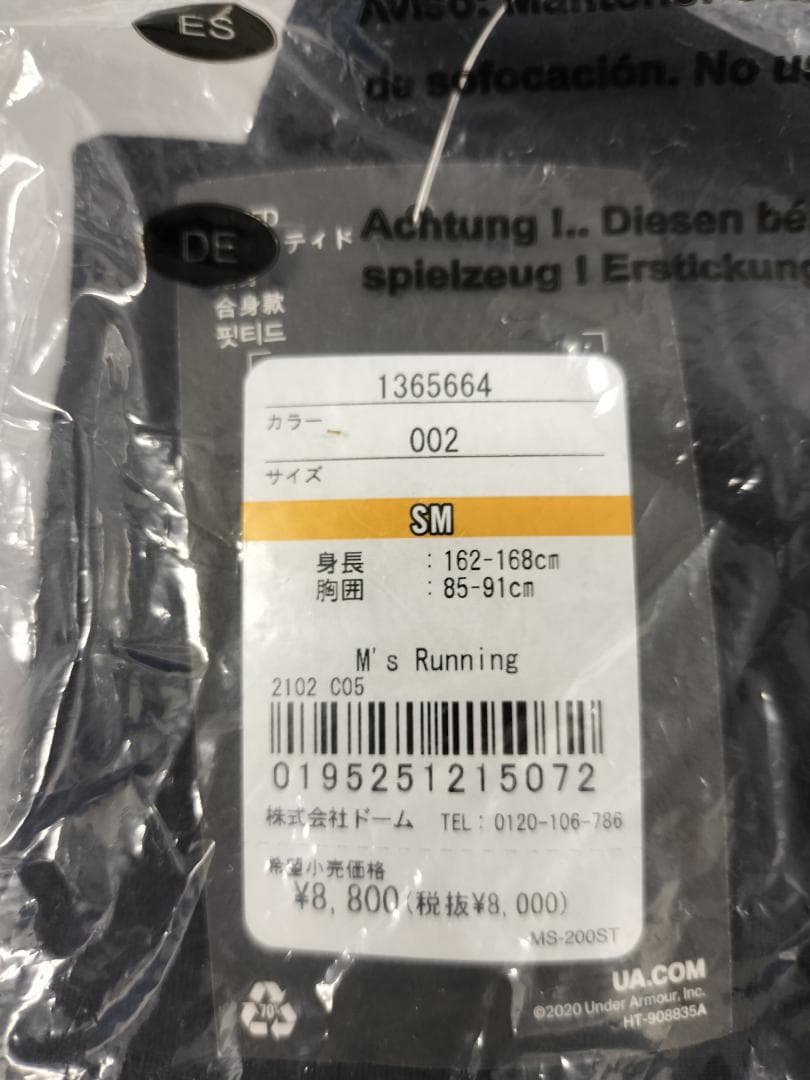 ES
Aviso:
de sofocación. No
DE
ティド
Achtung !.. Diesen
spielzeug ! Erstickung
合身款
핏티드
1365664
カラー
002
サイズ
SM
身長 : 162-168cm
胸囲 : 85-91cm
M's Running
2102 C05
0195251215072
株式会社ドーム TEL: 0120-106-786
希望小売価格
¥8,800(税抜¥8,000)
MS-200ST
70%
UA.COM
©2020 Under Armour, Inc.
HT-908835A